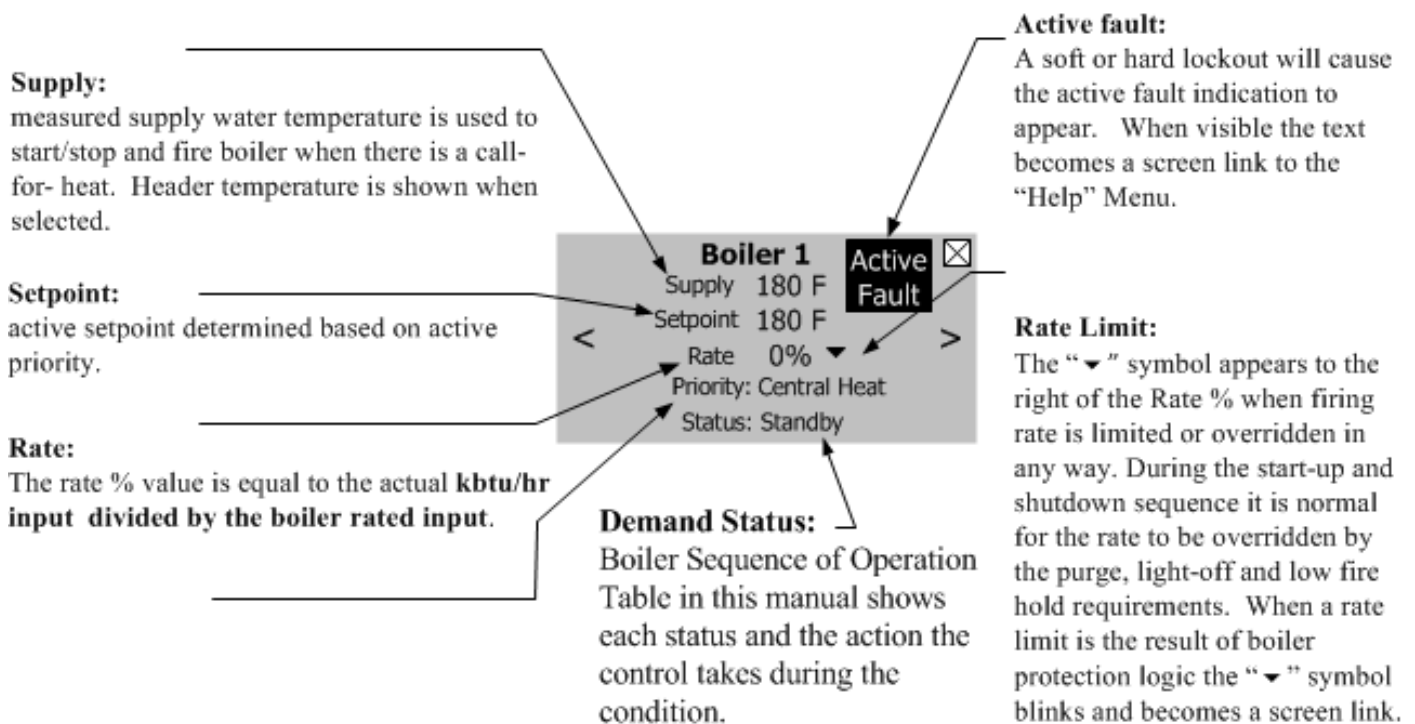 Supply:
measured supply water temperature is used to
start/stop and fire boiler when there is a call-
for- heat. Header temperature is shown when
selected.
Setpoint:
active setpoint determined based on active
priority.
Rate:
The rate % value is equal to the actual kbtu/hr
input divided by the boiler rated input.
Boiler 1
Active
Fault
Supply 180 F
Setpoint 180 F
< >
Rate 0% ▼
Priority: Central Heat
Status: Standby
Demand Status:
Boiler Sequence of Operation
Table in this manual shows
each status and the action the
control takes during the
condition.
Active fault:
A soft or hard lockout will cause
the active fault indication to
appear. When visible the text
becomes a screen link to the
“Help” Menu.
Rate Limit:
The “▼” symbol appears to the
right of the Rate % when firing
rate is limited or overridden in
any way. During the start-up and
shutdown sequence it is normal
for the rate to be overridden by
the purge, light-off and low fire
hold requirements. When a rate
limit is the result of boiler
protection logic the “▼” symbol
blinks and becomes a screen link.